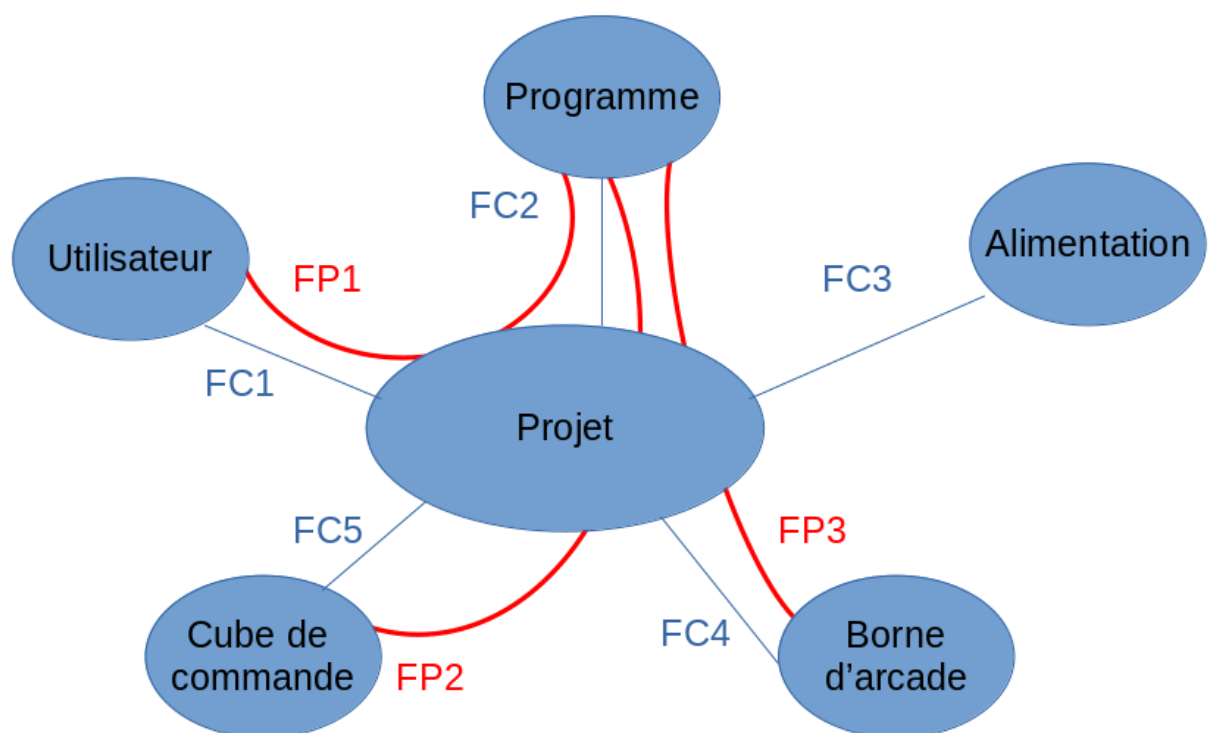 Programme
FC2
Utilisateur
Alimentation
FP1
FC3
FC1
Projet
FC5
FP3
Cube de
commande
FC4
Borne
d’arcade
FP2